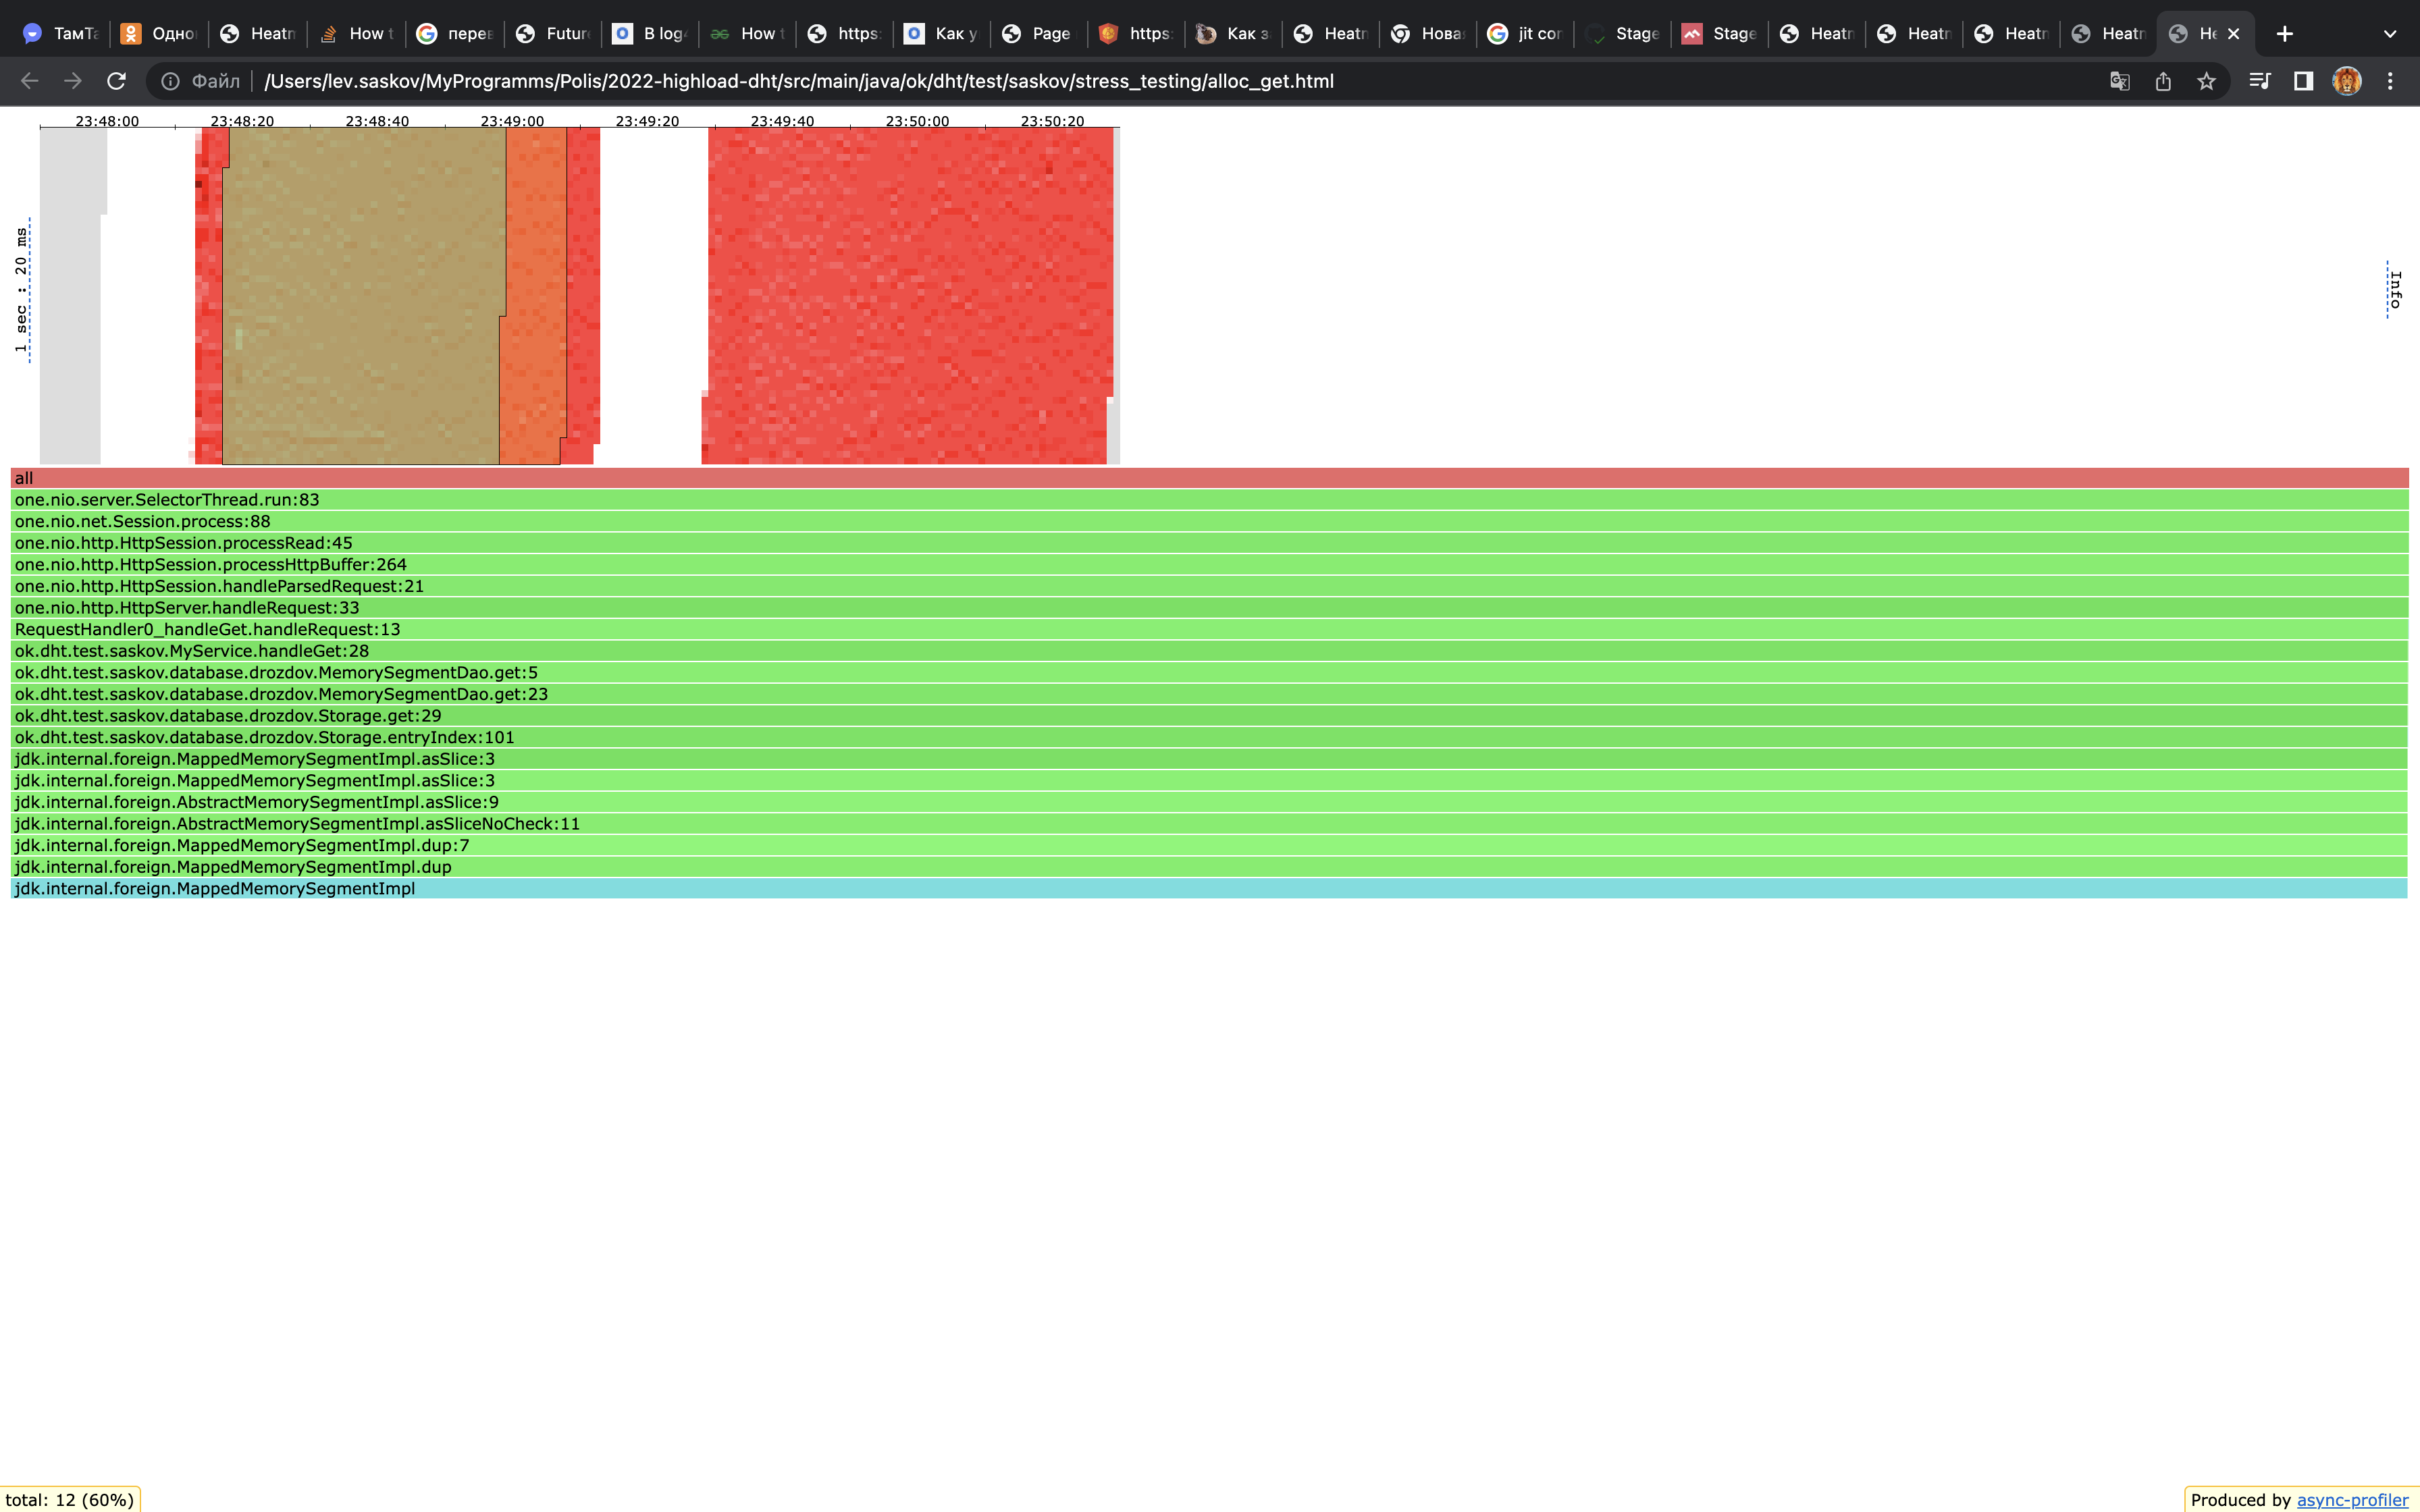 ТамТа Одно Heatm How t перев Future В log4 How t https: Как у Page https: Как з Heatm Новая jit con Stage Stage Heatm Heatm Heatm Heatm He
Файл /Users/lev.saskov/MyProgramms/Polis/2022-highload-dht/src/main/java/ok/dht/test/saskov/stress_testing/alloc_get.html
23:48:00 23:48:20 23:48:40 23:49:00 23:49:20 23:49:40 23:50:00 23:50:20
1 sec : 20 ms
Info
all
one.nio.server.SelectorThread.run:83
one.nio.net.Session.process:88
one.nio.http.HttpSession.processRead:45
one.nio.http.HttpSession.processHttpBuffer:264
one.nio.http.HttpSession.handleParsedRequest:21
one.nio.http.HttpServer.handleRequest:33
RequestHandler0_handleGet.handleRequest:13
ok.dht.test.saskov.MyService.handleGet:28
ok.dht.test.saskov.database.drozdov.MemorySegmentDao.get:5
ok.dht.test.saskov.database.drozdov.MemorySegmentDao.get:23
ok.dht.test.saskov.database.drozdov.Storage.get:29
ok.dht.test.saskov.database.drozdov.Storage.entryIndex:101
jdk.internal.foreign.MappedMemorySegmentImpl.asSlice:3
jdk.internal.foreign.MappedMemorySegmentImpl.asSlice:3
jdk.internal.foreign.AbstractMemorySegmentImpl.asSlice:9
jdk.internal.foreign.AbstractMemorySegmentImpl.asSliceNoCheck:11
jdk.internal.foreign.MappedMemorySegmentImpl.dup:7
jdk.internal.foreign.MappedMemorySegmentImpl.dup
jdk.internal.foreign.MappedMemorySegmentImpl
total: 12 (60%)
Produced by async-profiler